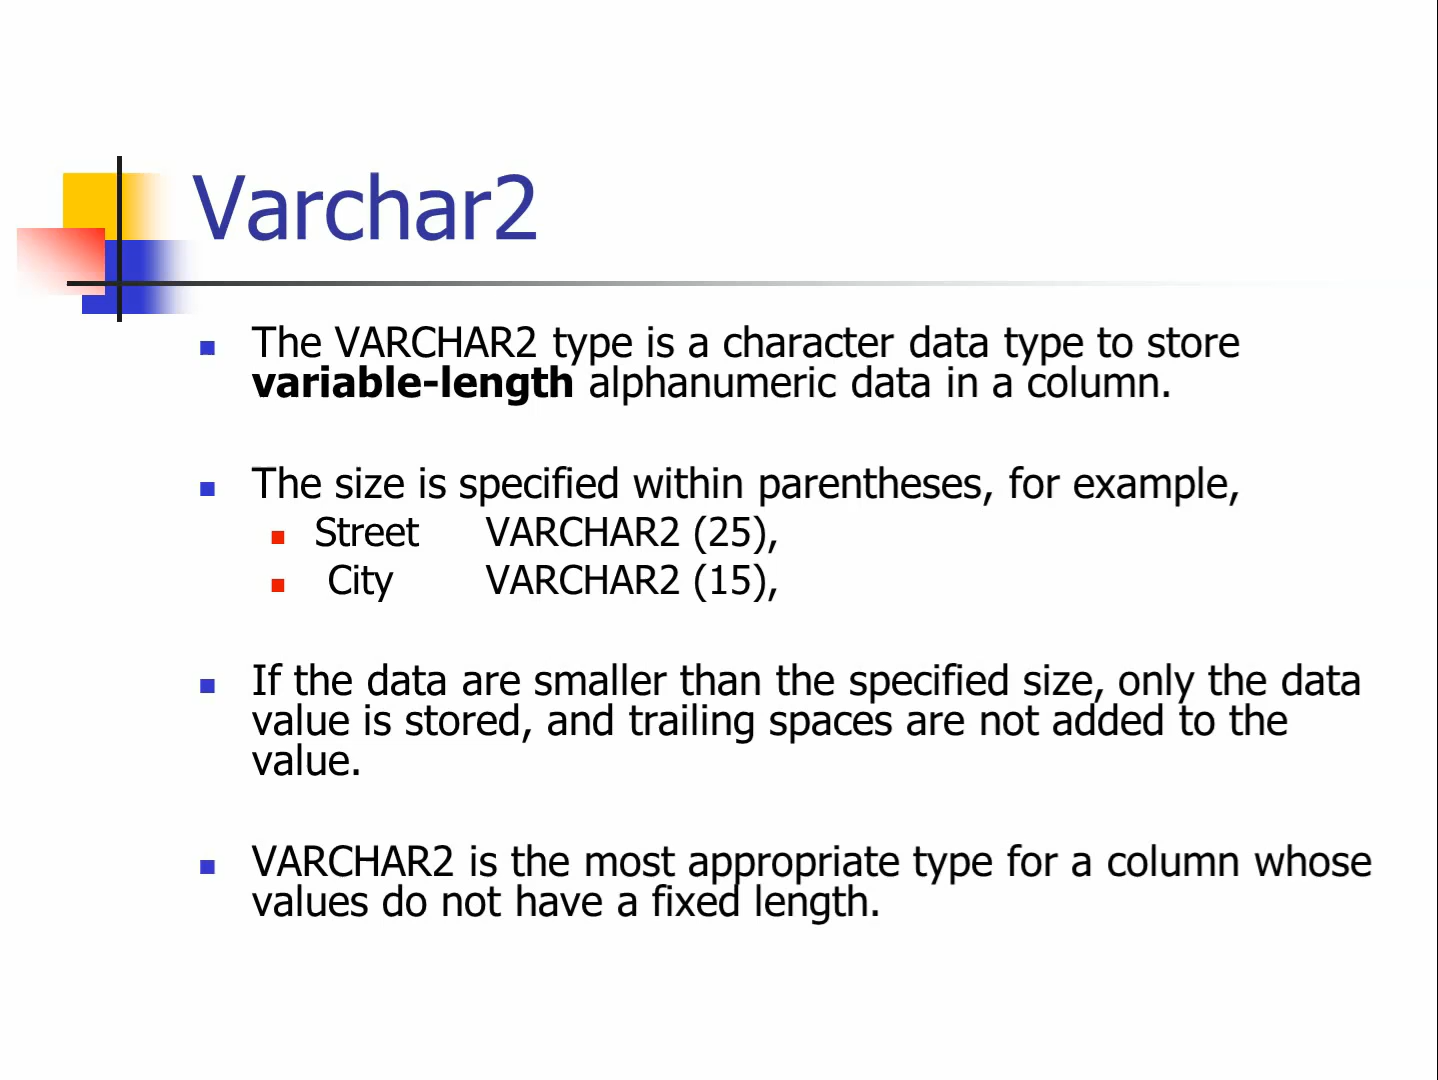 Varchar2
The VARCHAR2 type is a character data type to store
variable-length alphanumeric data in a column.
The size is specified within parentheses, for example,
Street VARCHAR2 (25),
City VARCHAR2 (15),
If the data are smaller than the specified size, only the data
value is stored, and trailing spaces are not added to the
value.
VARCHAR2 is the most appropriate type for a column whose
values do not have a fixed length.